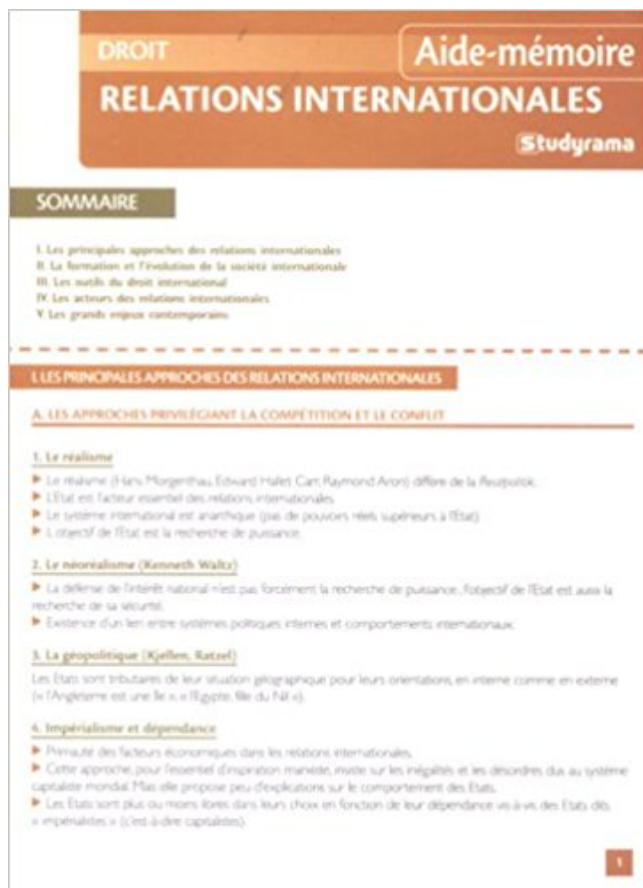 DROIT
Aide-mémoire
RELATIONS INTERNATIONALES
Studyrama
SOMMAIRE
I. Les principales approches des relations internationales
II. La formation et l'évolution de la société internationale
III. Les outils du droit international
IV. Les acteurs des relations internationales
V. Les grands enjeux contemporains
I. LES PRINCIPALES APPROCHES DES RELATIONS INTERNATIONALES
A. LES APPROCHES PRIVILÉGIANT LA COMPÉTITION ET LE CONFLIT
1. Le réalisme
Le réalisme (Hans Morgenthau, Edward Hallet Carr, Raymond Aron) diffère de la Realpolitik.
L'Etat est l'acteur essentiel des relations internationales.
Le système international est anarchique (pas de pouvoirs réels supérieurs à l'Etat).
L'objectif de l'Etat est la recherche de puissance.
2. Le néoréalisme (Kenneth Waltz)
La défense de l'intérêt national n'est pas forcément la recherche de puissance, l'objectif de l'Etat est aussi la
recherche de sa sécurité.
Existence d'un lien entre systèmes politiques internes et comportements internationaux.
3. La géopolitique (Kjellen, Ratzel)
Les Etats sont tributaires de leur situation géographique pour leurs orientations, en interne comme en externe
(« l'Angleterre est une île », « l'Egypte, fille du Nil »).
4. Impérialisme et dépendance
Primauté des facteurs économiques dans les relations internationales.
Cette approche, pour l'essentiel d'inspiration marxiste, insiste sur les inégalités et les désordres dus au système
capitaliste mondial. Mais elle propose peu d'explications sur le comportement des Etats.
Les Etats sont plus ou moins libres dans leurs choix en fonction de leur dépendance vis-à-vis des Etats dits
« impérialistes » (c'est-à-dire capitalistes).
1